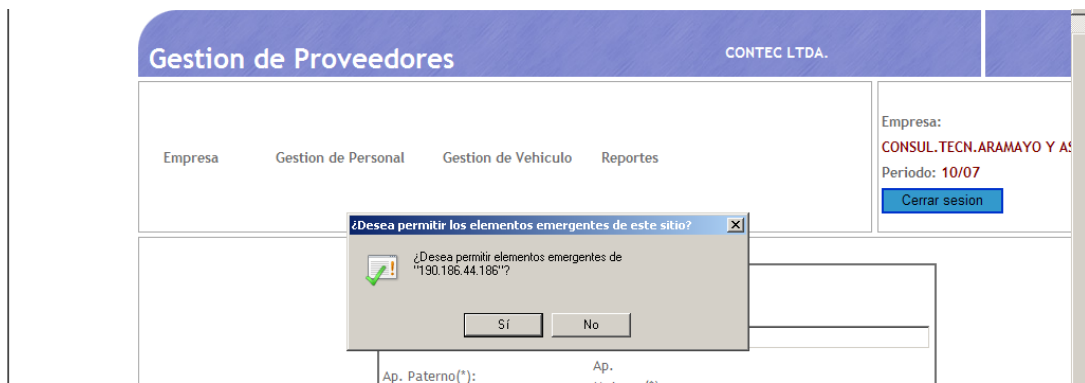 Gestion de Proveedores
CONTEC LTDA.
Empresa
Gestion de Personal
Gestion de Vehiculo
Reportes
Empresa:
CONSUL.TECN.ARAMAYO Y
Periodo: 10/07
Cerrar sesion
¿Desea permitir los elementos emergentes de este sitio?
¿Desea permitir elementos emergentes de
"190.186.44.186"?
Sí
No
Ap. Paterno(*):
Ap.